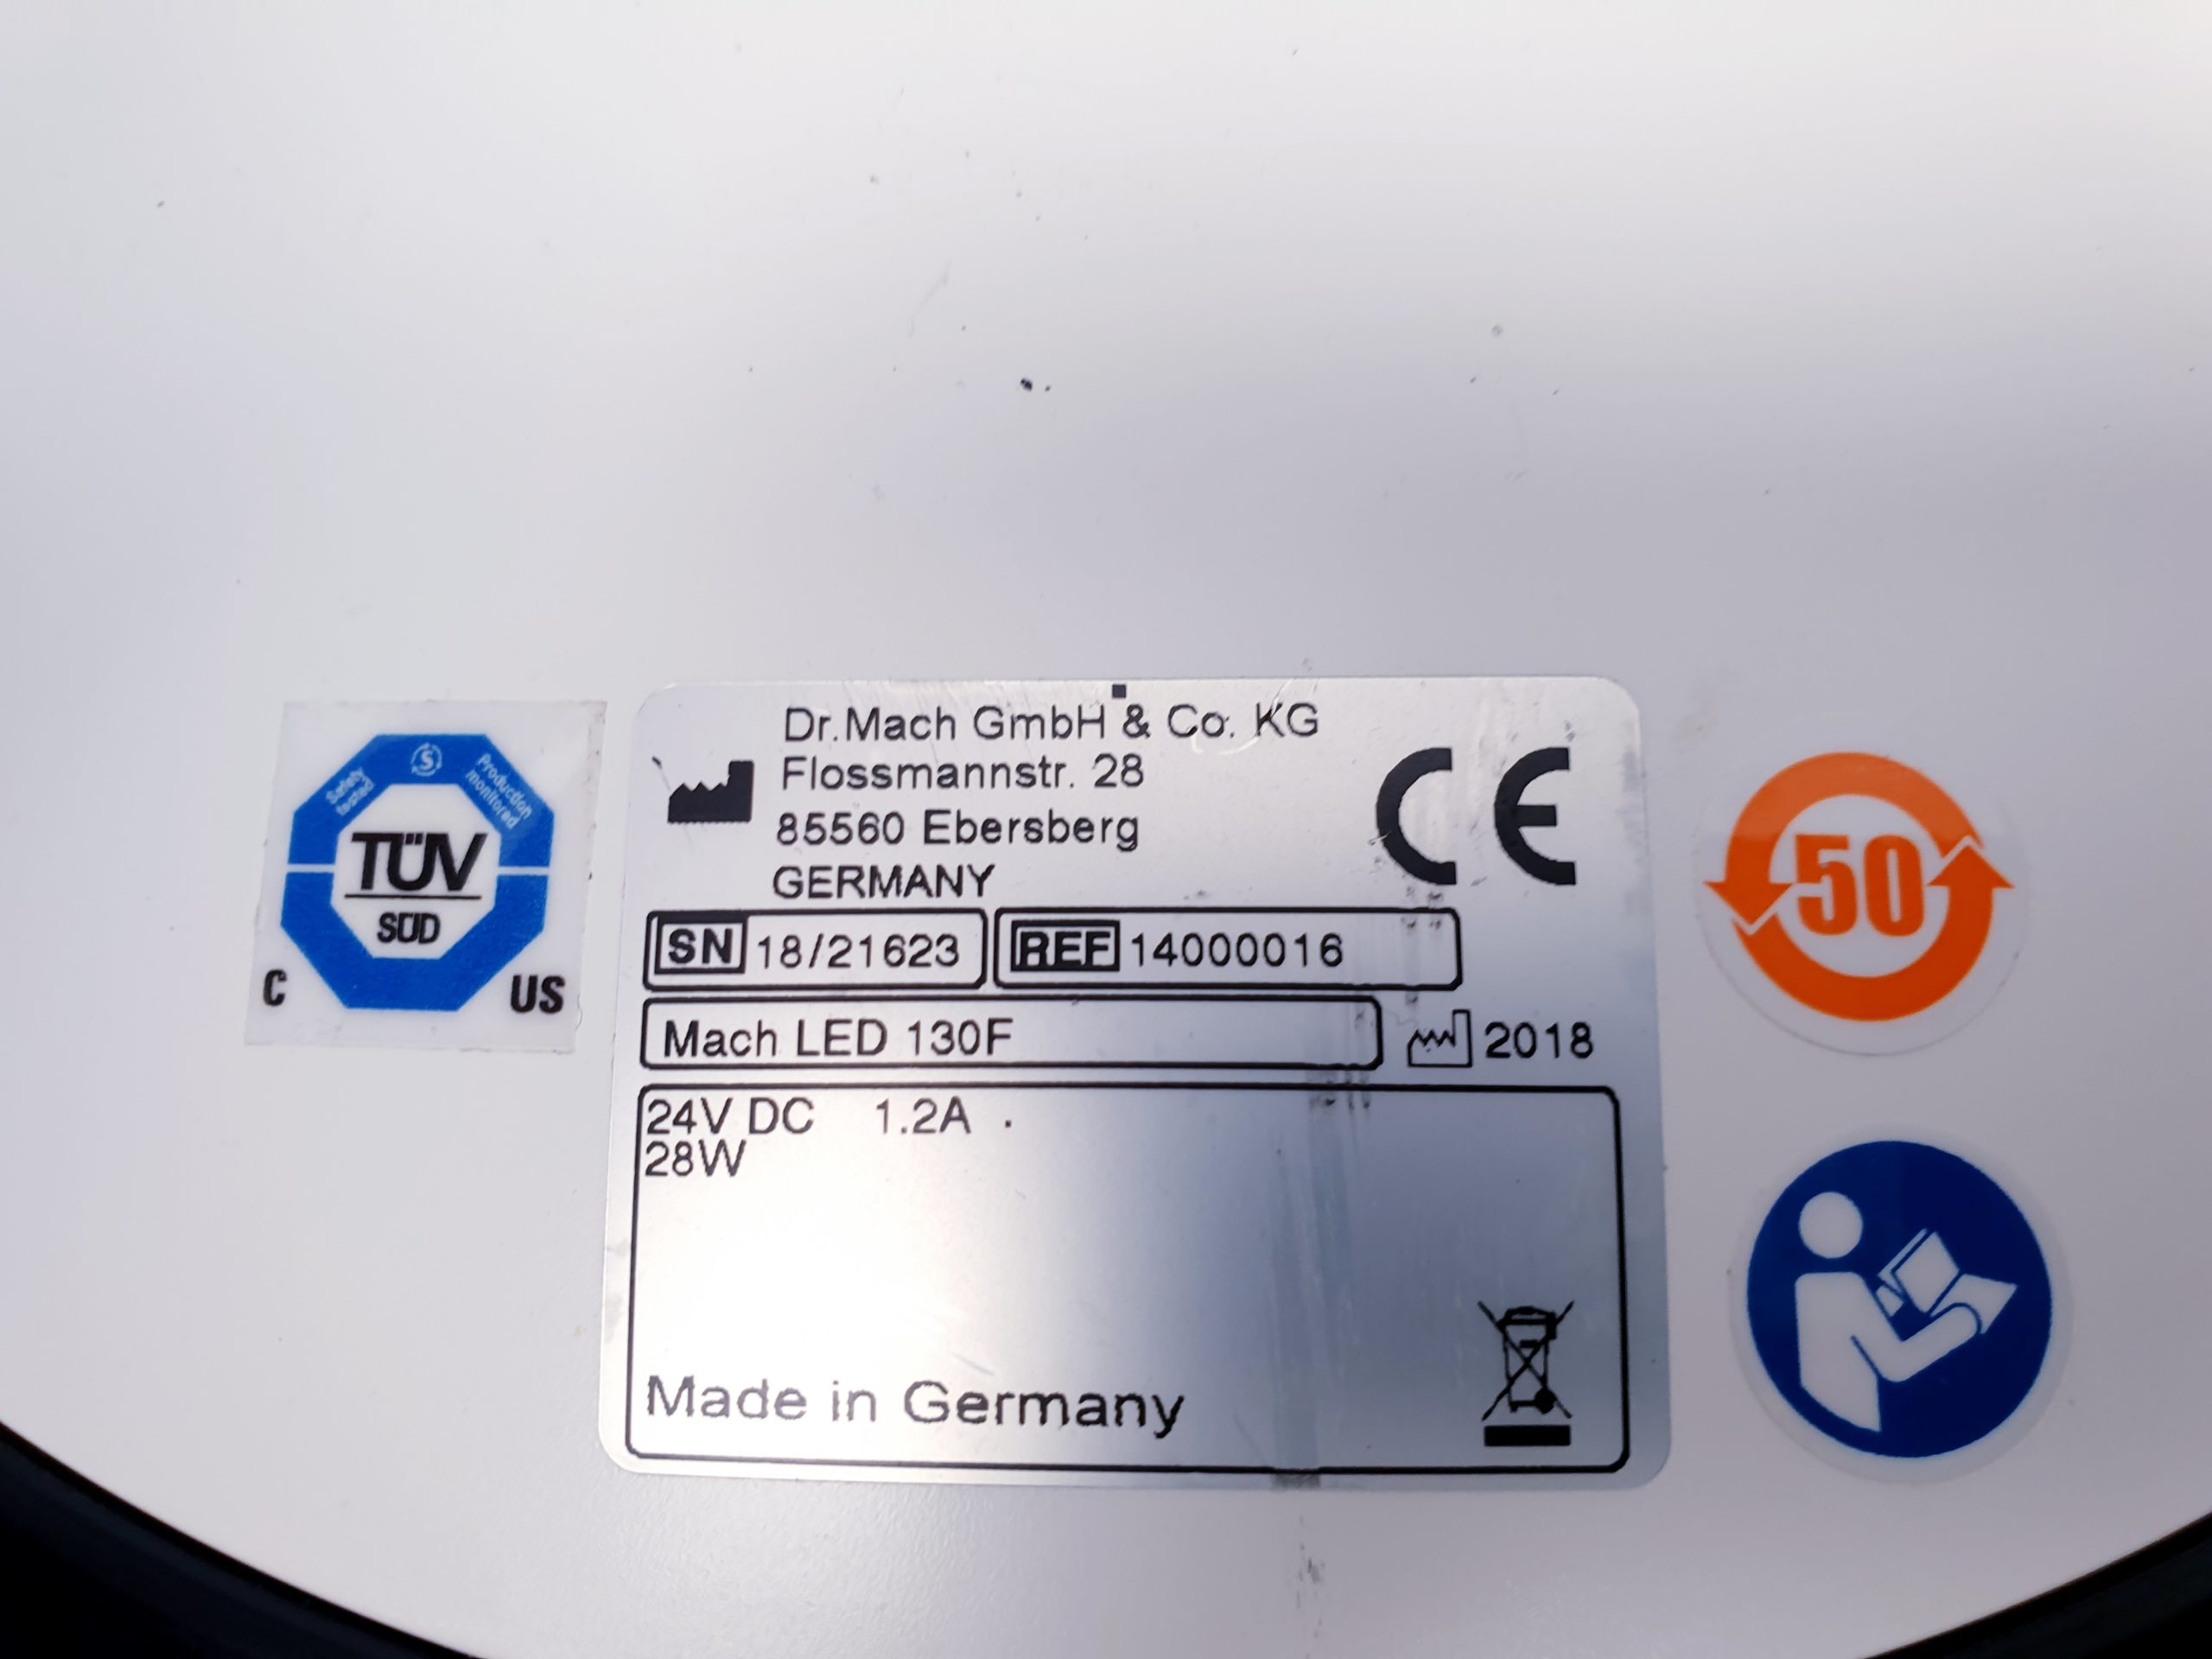 Dr.Mach GmbH & Co. KG
Flossmannstr. 28
85560 Ebersberg
GERMANY
CE
SN 18/21623 REF 14000016
Mach LED 130F 2018
24V DC 1.2A
28W
Made in Germany
Safety
tested
S
Production
monitored
TÜV
SÜD
C US
50